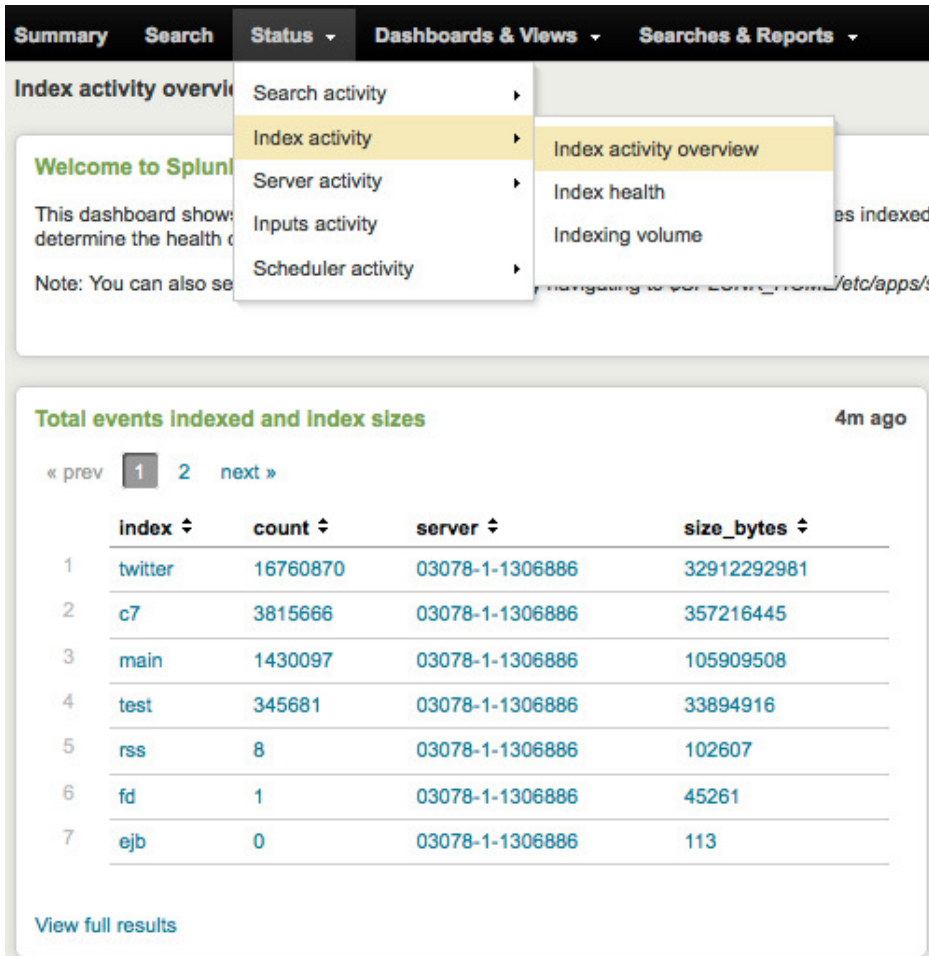 Summary Search Status Dashboards & Views Searches & Reports
Index activity
Search activity
Index activity
Server activity
Inputs activity
Scheduler activity
Index activity overview
Index health
Indexing volume
Welcome to
This dashboard indexed
determine the health
Note: You can also navigating to
Total events indexed and index sizes 4m ago
« prev 1 2 next »
index count server size_bytes
1 twitter 16760870 03078-1-1306886 32912292981
2 c7 3815666 03078-1-1306886 357216445
3 main 1430097 03078-1-1306886 105909508
4 test 345681 03078-1-1306886 33894916
5 rss 8 03078-1-1306886 102607
6 fd 1 03078-1-1306886 45261
7 ejb 0 03078-1-1306886 113
View full results